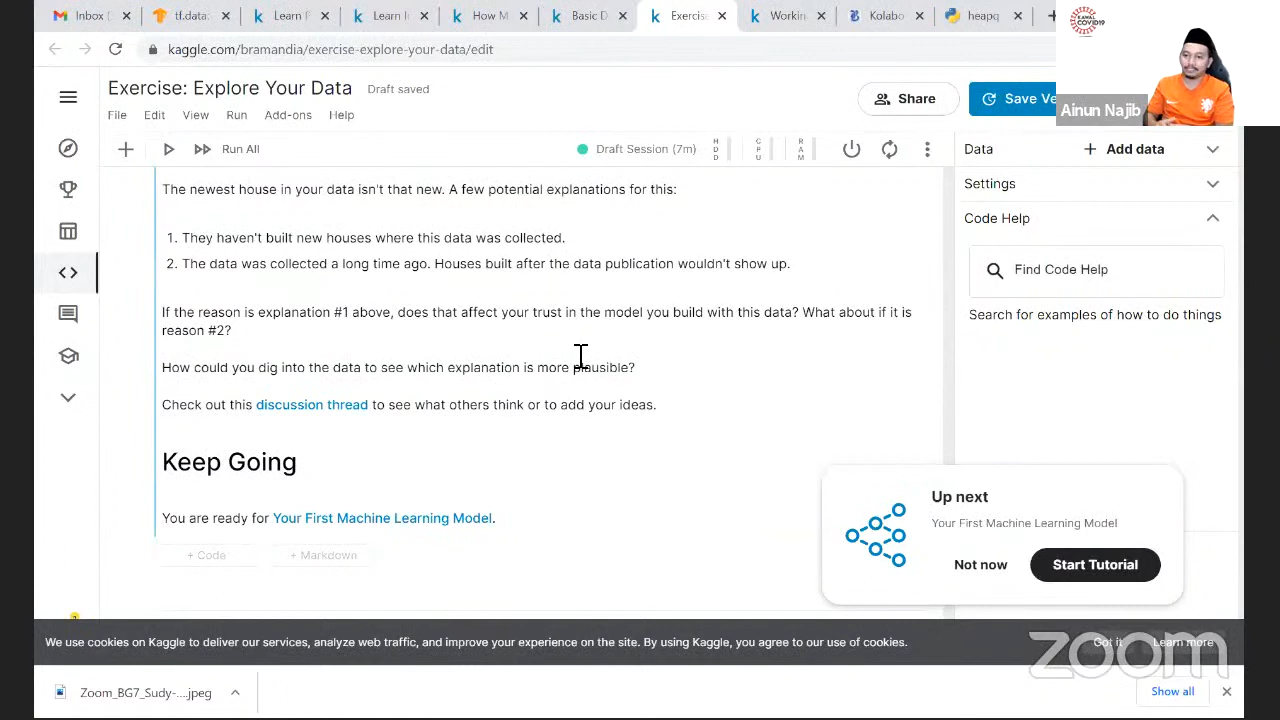 Inbox (
tf.data:
Learn F
Learn In
How M
Basic D
Exercise
Workin
Kolabo
heapq
kaggle.com/bramandia/exercise-explore-your-data/edit
KAWAL
COVID19
Exercise: Explore Your Data
Draft saved
Share
Save Ve
Ainun Najib
File Edit View Run Add-ons Help
Run All
Draft Session (7m)
HDD
CPU
RAM
Data
Add data
Settings
Code Help
Find Code Help
Search for examples of how to do things
The newest house in your data isn't that new. A few potential explanations for this:
1. They haven't built new houses where this data was collected.
2. The data was collected a long time ago. Houses built after the data publication wouldn't show up.
If the reason is explanation #1 above, does that affect your trust in the model you build with this data? What about if it is
reason #2?
How could you dig into the data to see which explanation is more plausible?
Check out this discussion thread to see what others think or to add your ideas.
Keep Going
You are ready for Your First Machine Learning Model.
+ Code
+ Markdown
Up next
Your First Machine Learning Model
Not now
Start Tutorial
We use cookies on Kaggle to deliver our services, analyze web traffic, and improve your experience on the site. By using Kaggle, you agree to our use of cookies.
Got it
Learn more
zoom
Zoom_BG7_Sudy-....jpeg
Show all